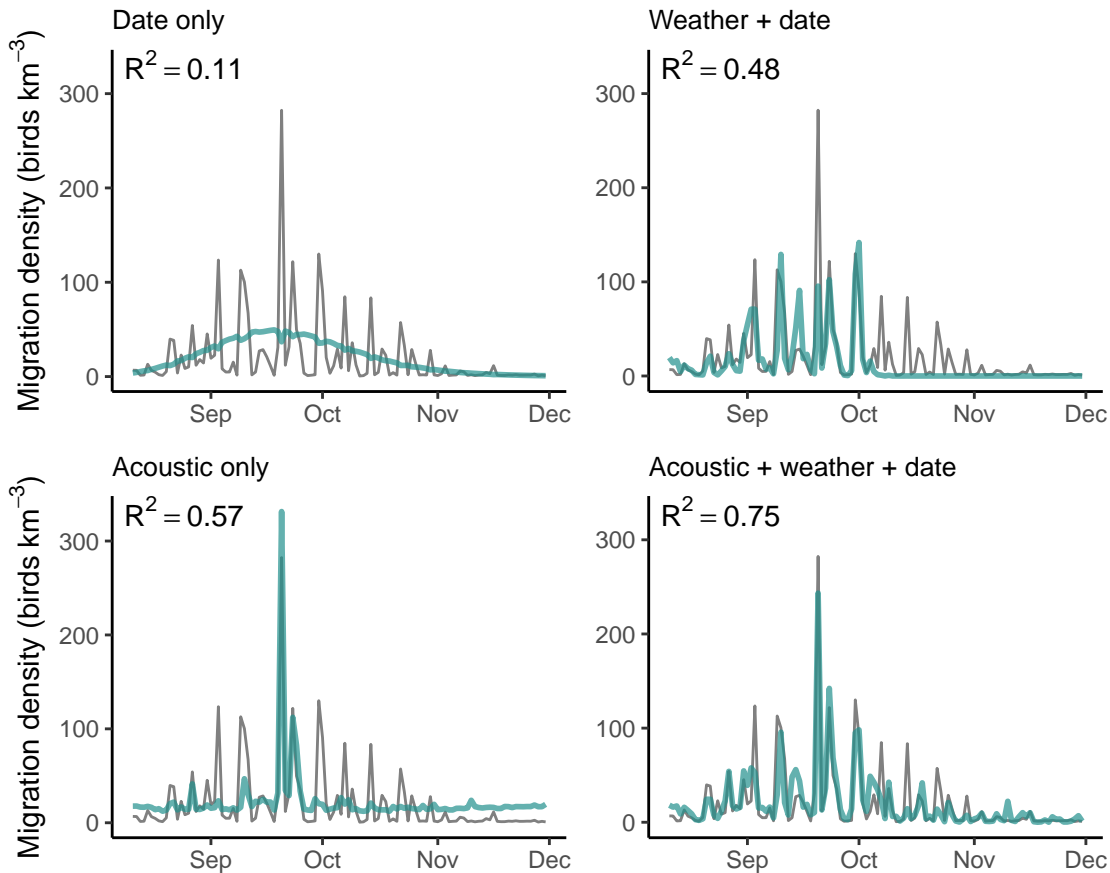 Date only
R² = 0.11
Migration density (birds km⁻³)
300
200
100
0
Sep Oct Nov Dec
Weather + date
R² = 0.48
300
200
100
0
Sep Oct Nov Dec
Acoustic only
R² = 0.57
Migration density (birds km⁻³)
300
200
100
0
Sep Oct Nov Dec
Acoustic + weather + date
R² = 0.75
300
200
100
0
Sep Oct Nov Dec